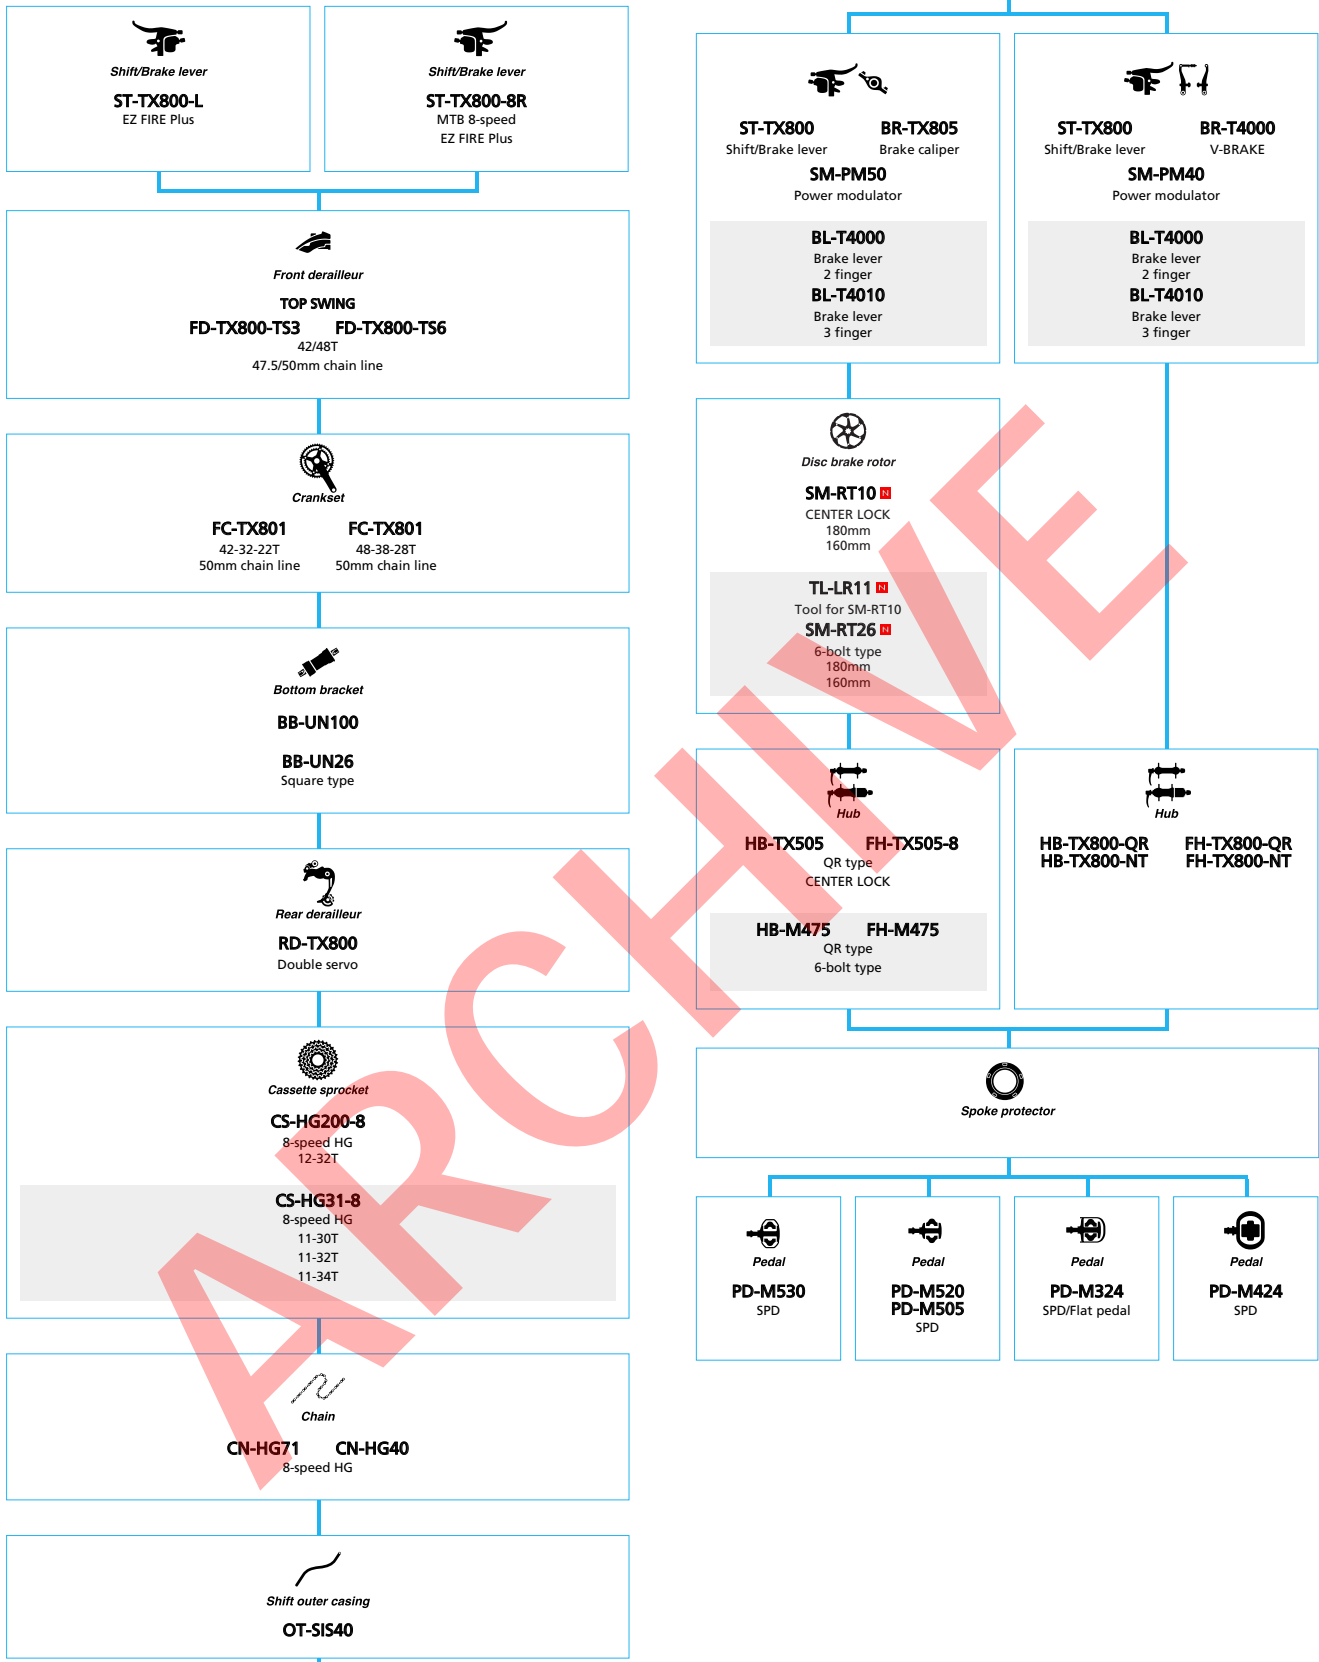 Shift/Brake lever
ST-TX800-L
EZ FIRE Plus
Shift/Brake lever
ST-TX800-8R
MTB 8-speed
EZ FIRE Plus
Front derailleur
TOP SWING
FD-TX800-TS3 FD-TX800-TS6
42/48T
47.5/50mm chain line
Crankset
FC-TX801 FC-TX801
42-32-22T 48-38-28T
50mm chain line 50mm chain line
Bottom bracket
BB-UN100
BB-UN26
Square type
Rear derailleur
RD-TX800
Double servo
Cassette sprocket
CS-HG200-8
8-speed HG
12-32T
CS-HG31-8
8-speed HG
11-30T
11-32T
11-34T
Chain
CN-HG71 CN-HG40
8-speed HG
Shift outer casing
OT-SIS40
ST-TX800 BR-TX805
Shift/Brake lever Brake caliper
SM-PM50
Power modulator
BL-T4000
Brake lever
2 finger
BL-T4010
Brake lever
3 finger
ST-TX800 BR-T4000
Shift/Brake lever V-BRAKE
SM-PM40
Power modulator
BL-T4000
Brake lever
2 finger
BL-T4010
Brake lever
3 finger
Disc brake rotor
SM-RT10 N
CENTER LOCK
180mm
160mm
TL-LR11 N
Tool for SM-RT10
SM-RT26 N
6-bolt type
180mm
160mm
Hub
HB-TX505 FH-TX505-8
QR type
CENTER LOCK
HB-M475 FH-M475
QR type
6-bolt type
Hub
HB-TX800-QR FH-TX800-QR
HB-TX800-NT FH-TX800-NT
Spoke protector
Pedal
PD-M530
SPD
Pedal
PD-M520
PD-M505
SPD
Pedal
PD-M324
SPD/Flat pedal
Pedal
PD-M424
SPD
ARCHIVE